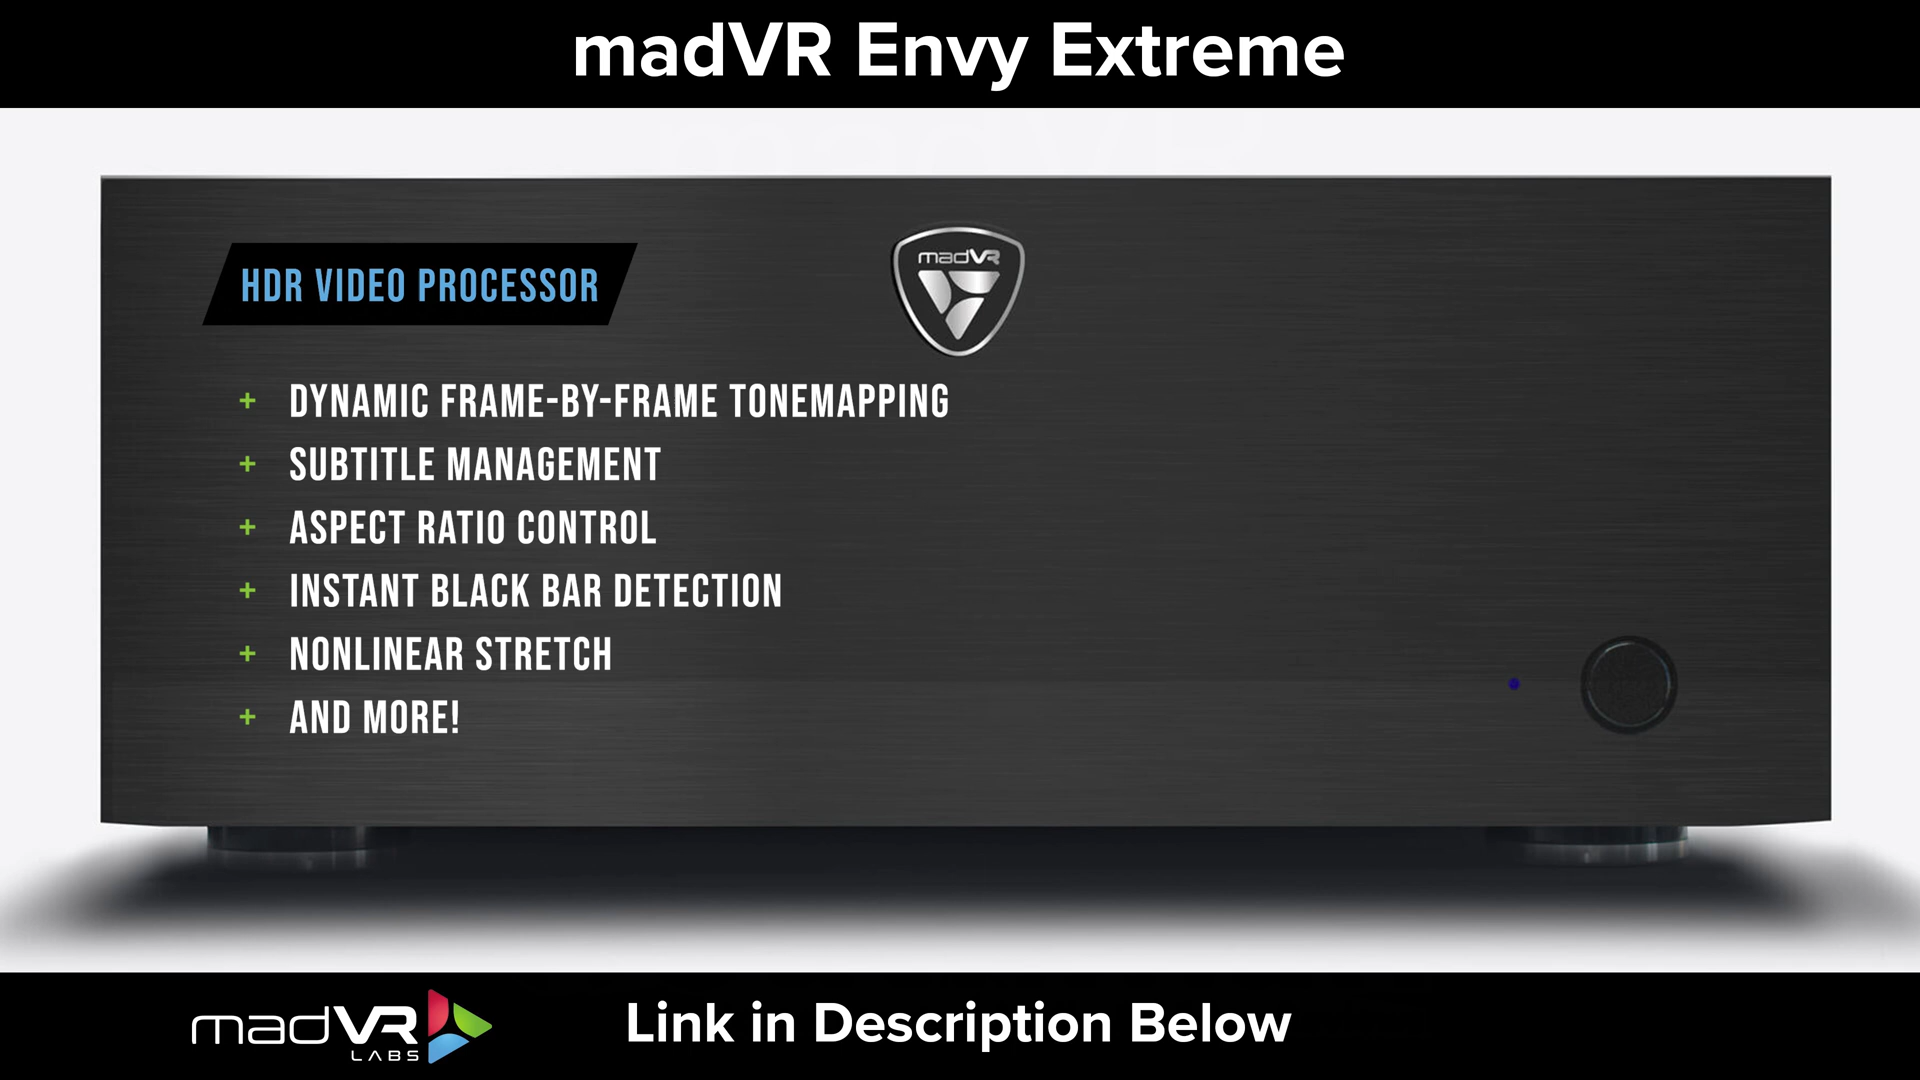 madVR Envy Extreme
madVR
madVR
HDR VIDEO PROCESSOR
+ DYNAMIC FRAME-BY-FRAME TONEMAPPING
+ SUBTITLE MANAGEMENT
+ ASPECT RATIO CONTROL
+ INSTANT BLACK BAR DETECTION
+ NONLINEAR STRETCH
+ AND MORE!
madVR
LABS
Link in Description Below